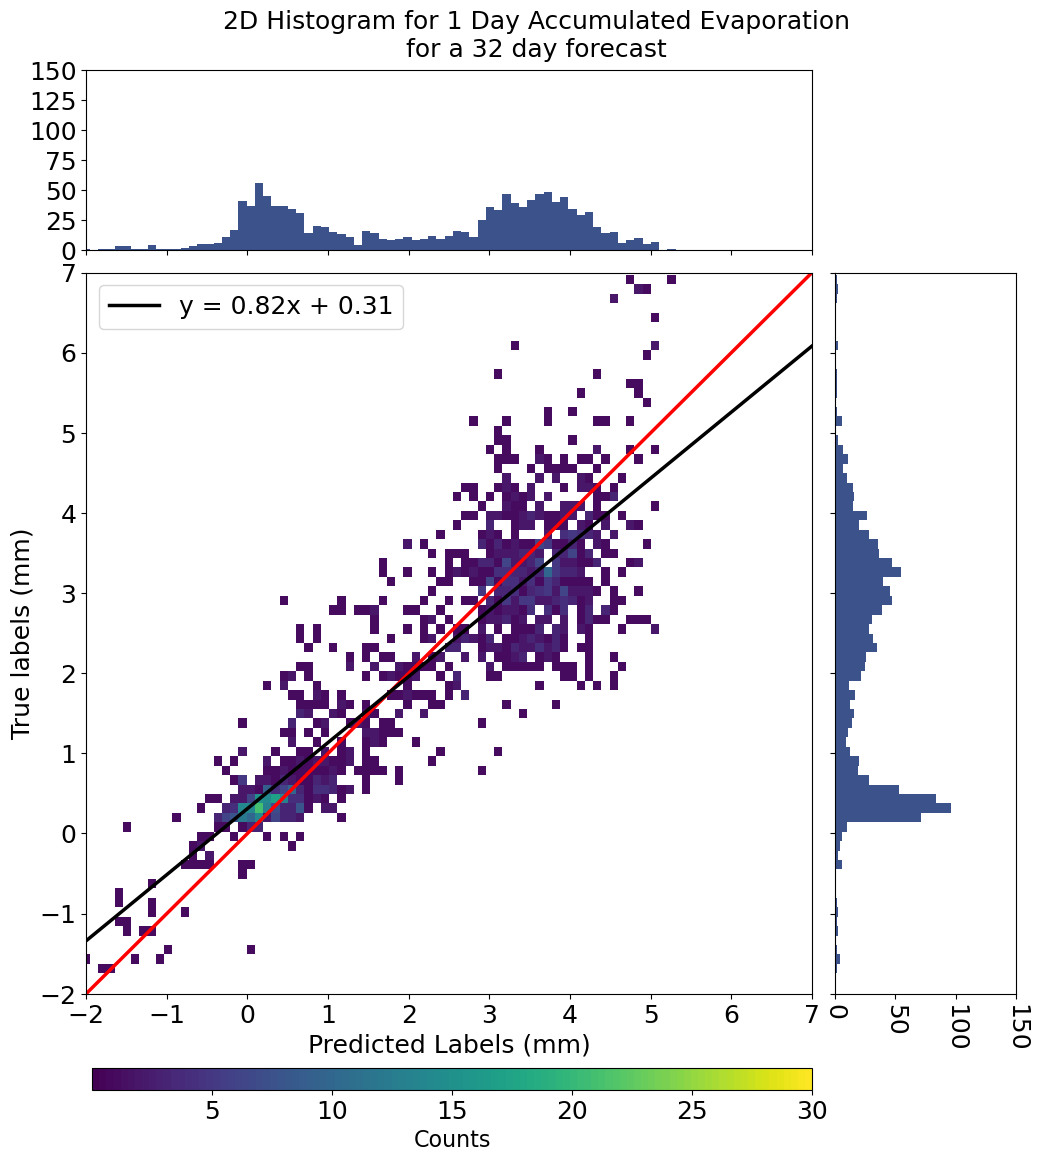 2D Histogram for 1 Day Accumulated Evaporation
for a 32 day forecast
150
125
100
75
50
25
0
7
6
5
4
3
2
1
0
−1
−2
True labels (mm)
y = 0.82x + 0.31
−2 −1 0 1 2 3 4 5 6 7
Predicted Labels (mm)
0 50 100 150
5 10 15 20 25 30
Counts